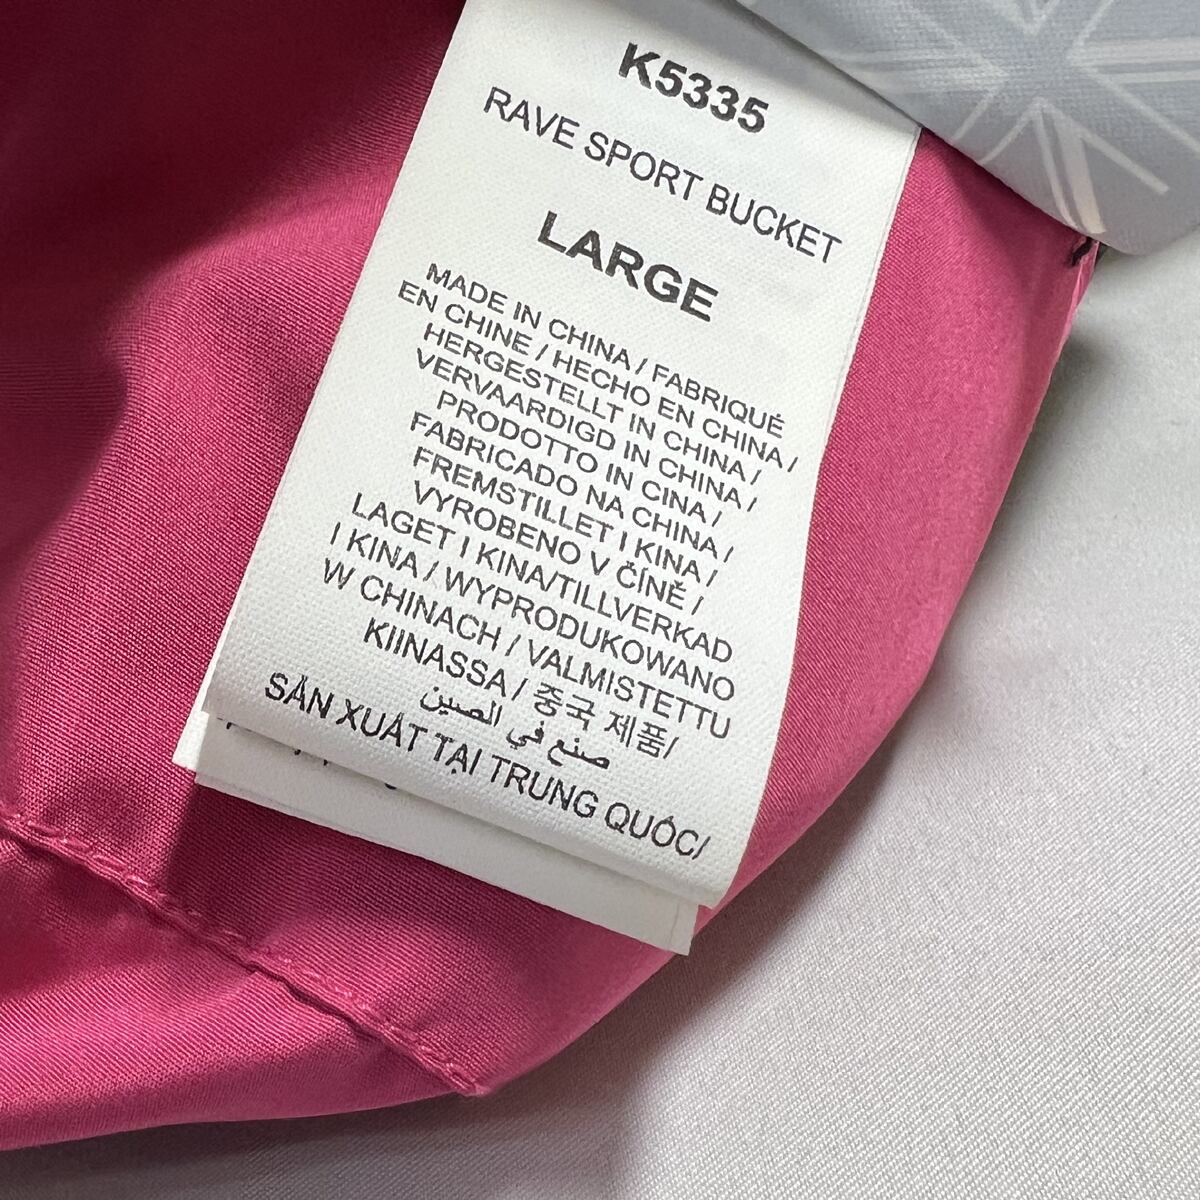 K5335
RAVE SPORT BUCKET
LARGE
MADE IN CHINA / FABRIQUÉ
EN CHINE / HECHO EN CHINA /
HERGESTELLT IN CHINA /
VERVAARDIGD IN CHINA /
PRODOTTO IN CINA /
FABRICADO NA CHINA /
FREMSTILLET I KINA /
VYROBENO V ČÍNĚ /
LAGET I KINA/TILLVERKAD
I KINA / WYPRODUKOWANO
W CHINACH / VALMISTETTU
KIINASSA / 중국 제품/
صنع في الصين
SẢN XUẤT TẠI TRUNG QUỐC/